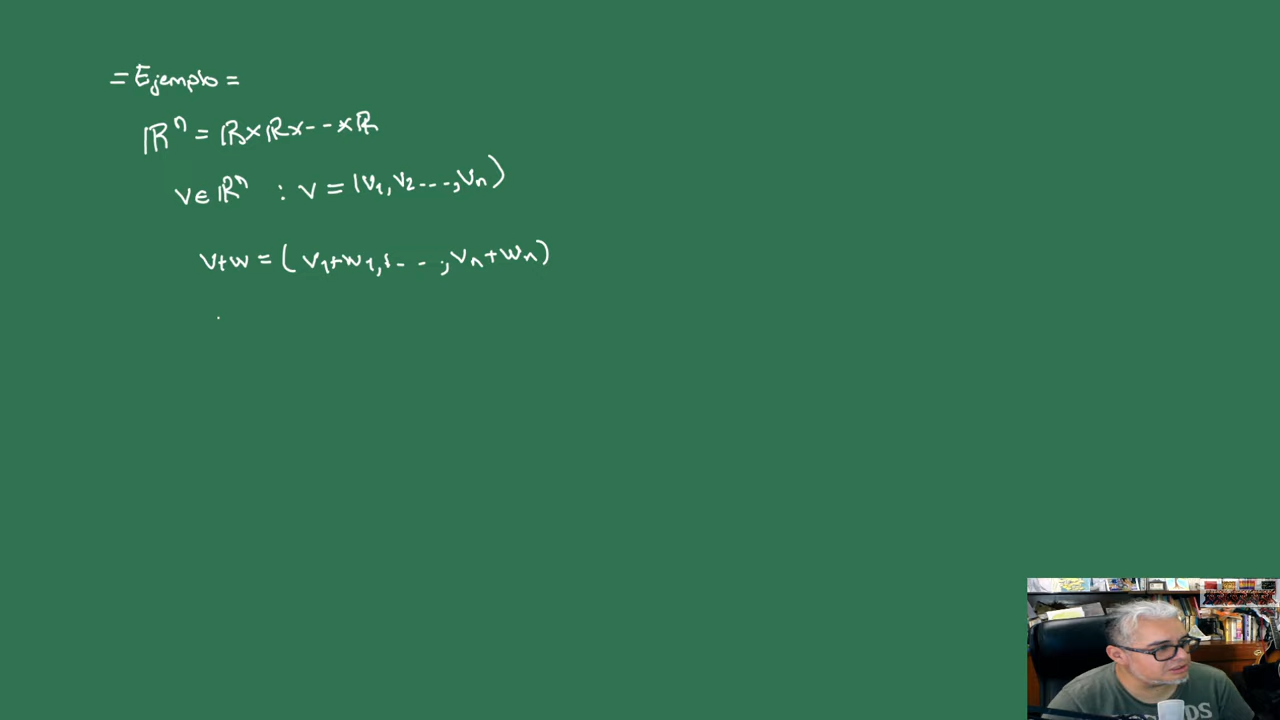 = Ejemplo =
ℝⁿ = ℝ×ℝ×---×ℝ
v∈ℝⁿ : v = (v₁, v₂ ..., vₙ)
v+w = ( v₁+w₁, ..., vₙ+wₙ)